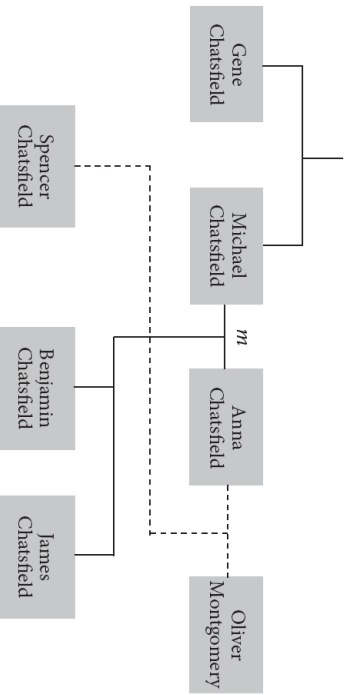 Gene
Chatsfield
Michael
Chatsfield
m
Anna
Chatsfield
Oliver
Montgomery
Spencer
Chatsfield
Benjamin
Chatsfield
James
Chatsfield